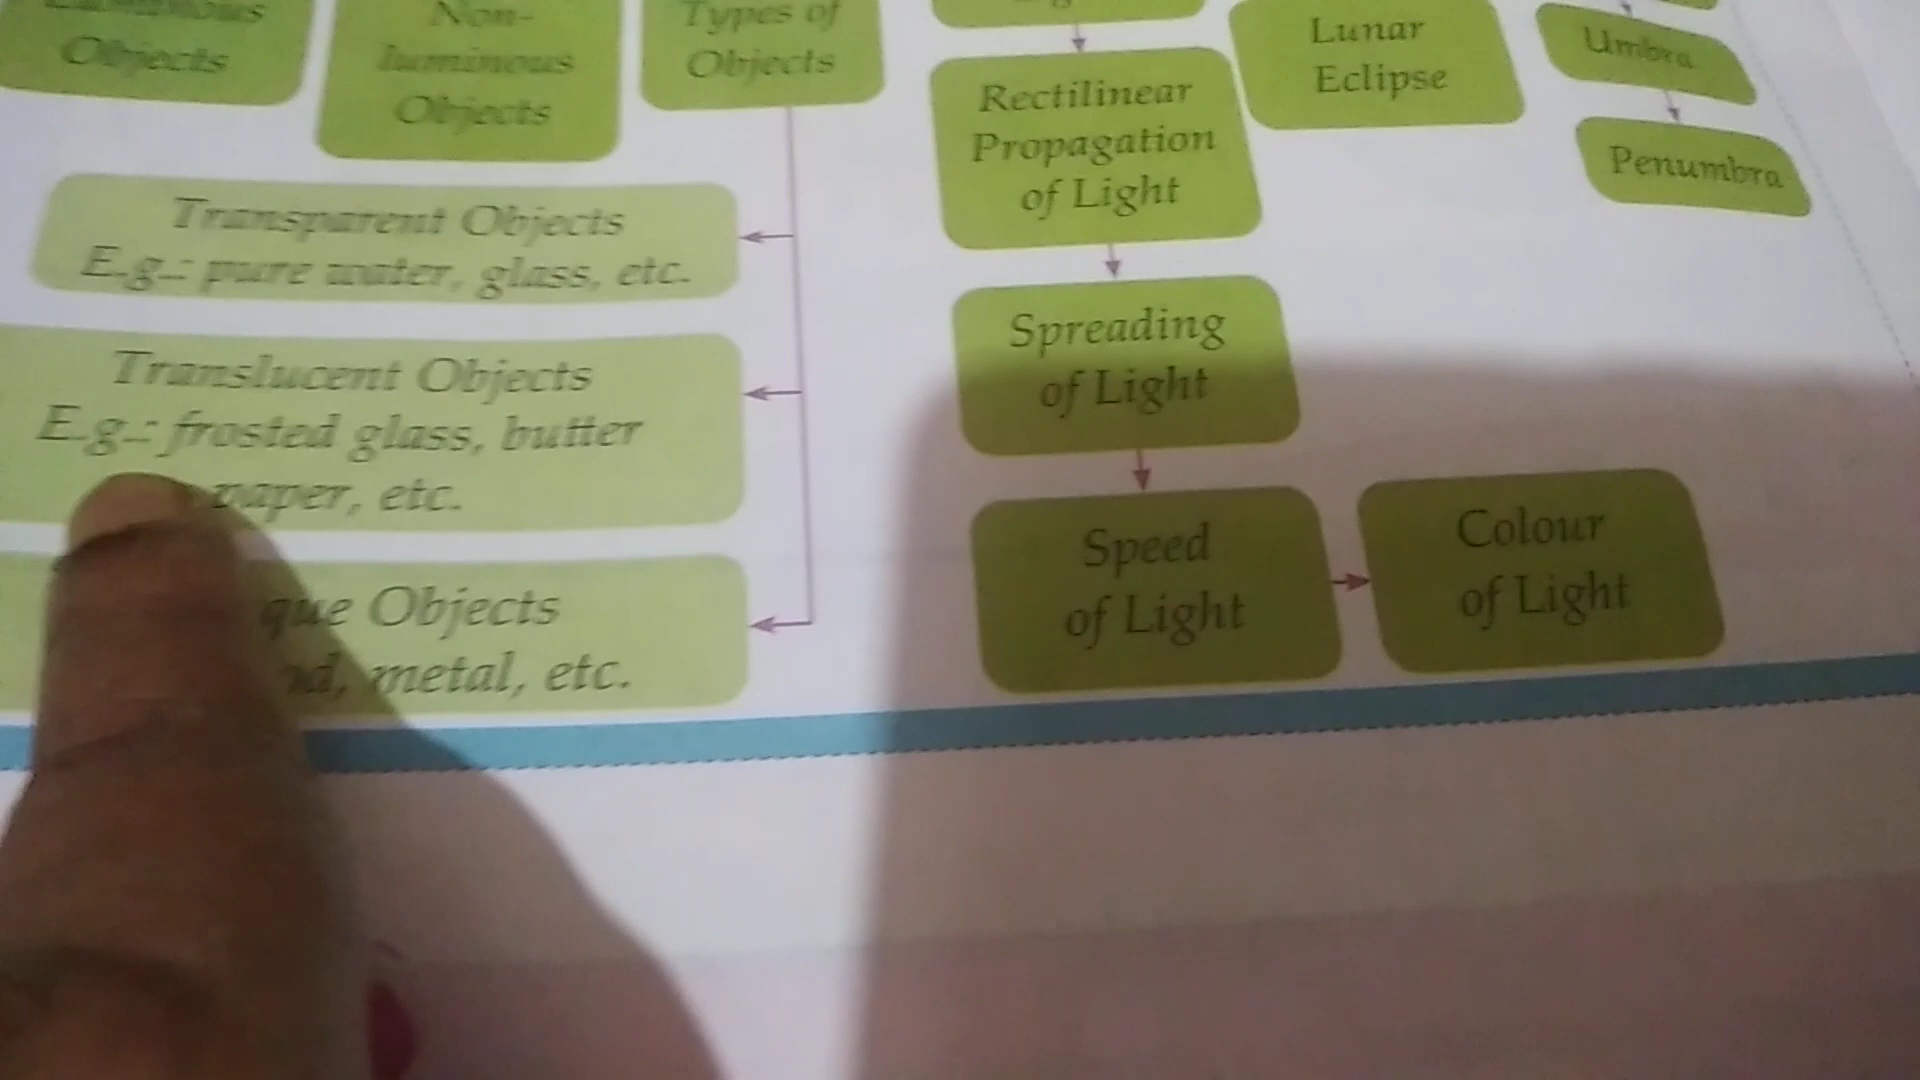 Objects
Non-
luminous
Objects
Types of
Objects
Transparent Objects
E.g.: pure water, glass, etc.
Translucent Objects
E.g.: frosted glass, butter
paper, etc.
Objects
metal, etc.
Rectilinear
Propagation
of Light
Spreading
of Light
Speed
of Light
Colour
of Light
Lunar
Eclipse
Umbra
Penumbra